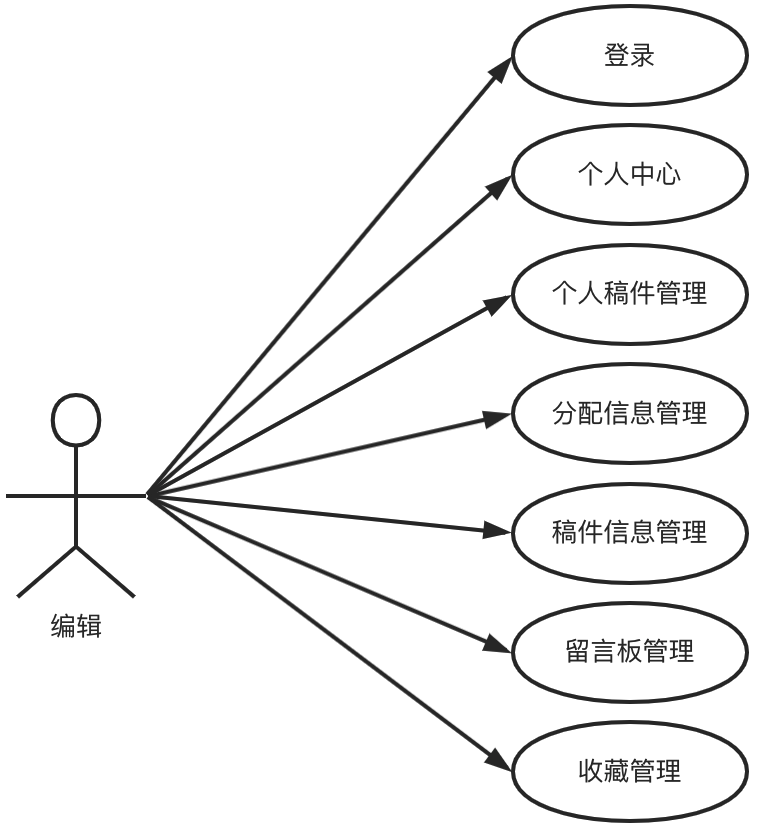 登录
个人中心
个人稿件管理
分配信息管理
稿件信息管理
编辑
留言板管理
收藏管理